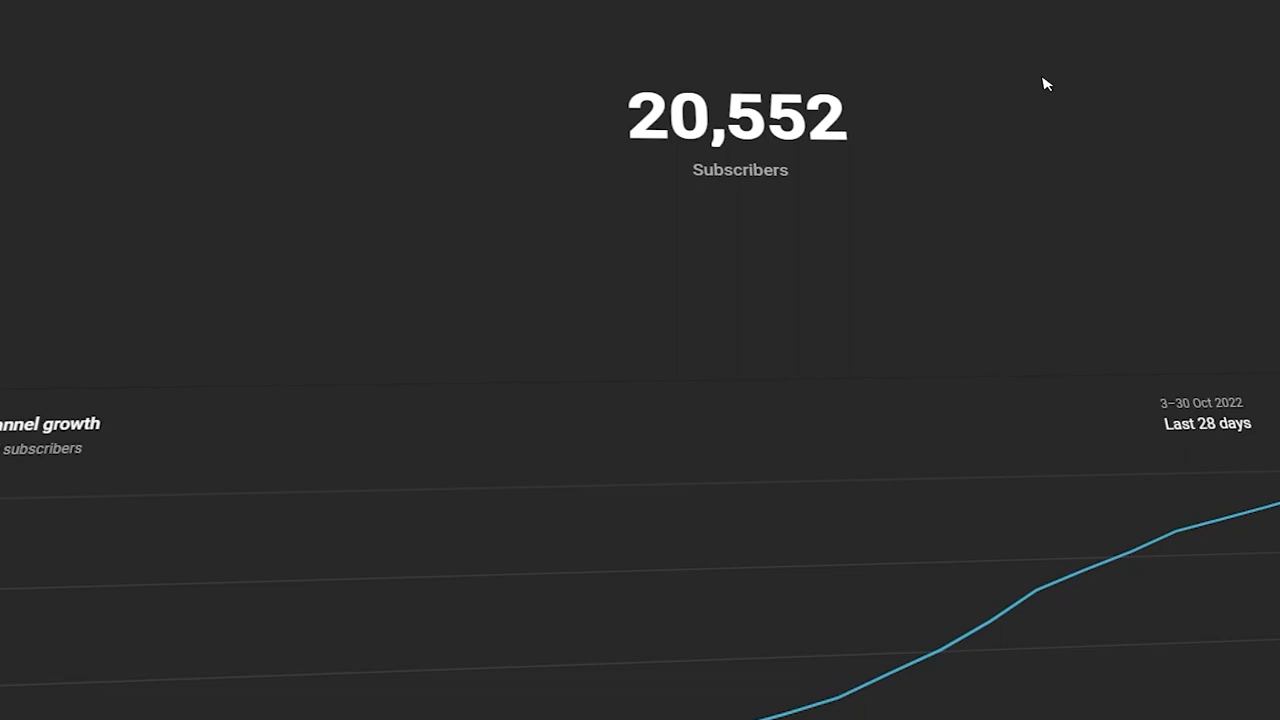 20,552
Subscribers
3–30 Oct 2022
annel growth
Last 28 days
subscribers